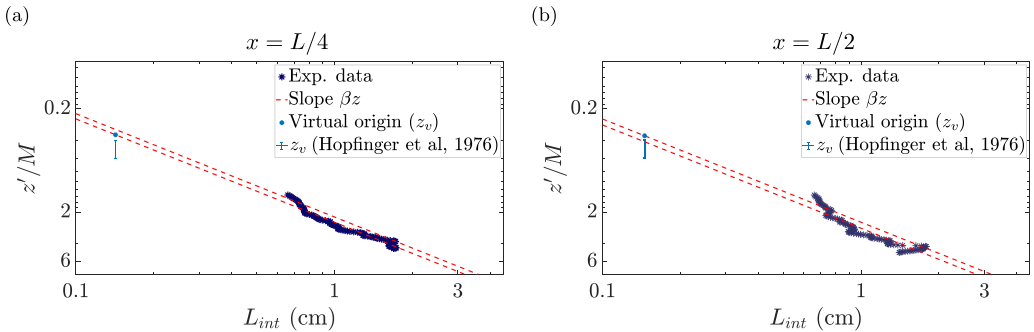 (a)
x = L/4
Exp. data
Slope βz
Virtual origin (z_v)
z_v (Hopfinger et al, 1976)
0.2
2
6
z'/M
0.1
1
3
L_int (cm)
(b)
x = L/2
Exp. data
Slope βz
Virtual origin (z_v)
z_v (Hopfinger et al, 1976)
0.2
2
6
z'/M
0.1
1
3
L_int (cm)